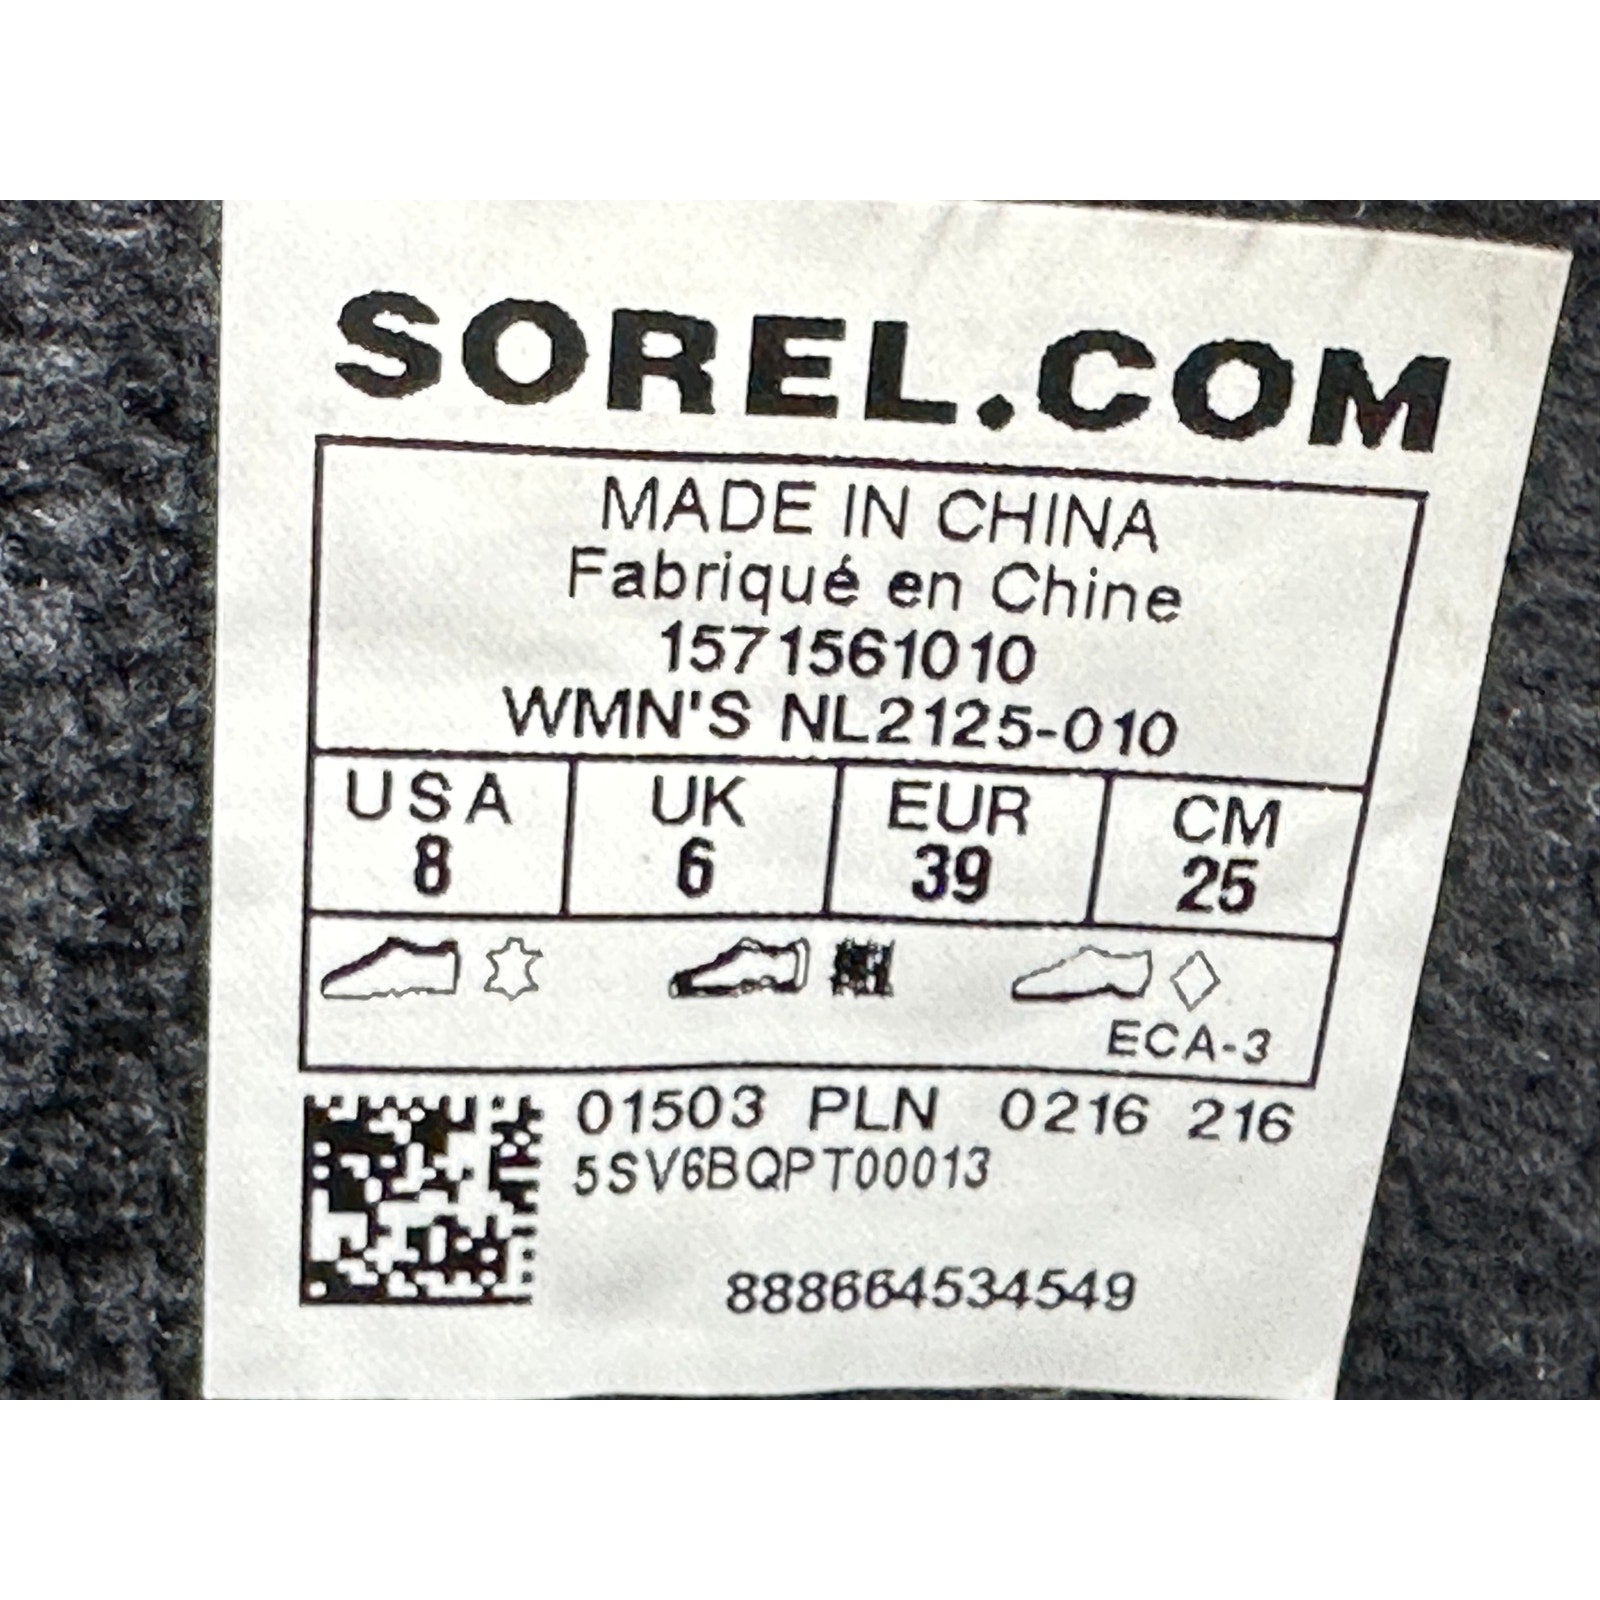 SOREL.COM
MADE IN CHINA
Fabriqué en Chine
1571561010
WMN'S NL2125-010
USA UK EUR CM
8 6 39 25
ECA-3
01503 PLN 0216 216
5SV6BQPT00013
888664534549